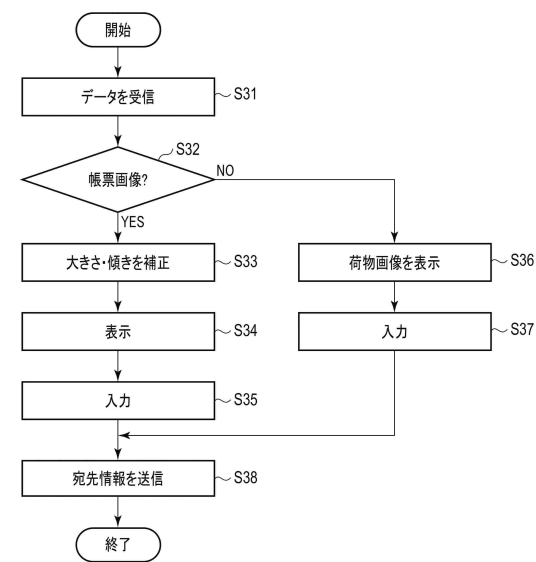 開始
データを受信
S31
S32
帳票画像?
NO
YES
大きさ・傾きを補正
S33
荷物画像を表示
S36
表示
S34
入力
S37
入力
S35
宛先情報を送信
S38
終了